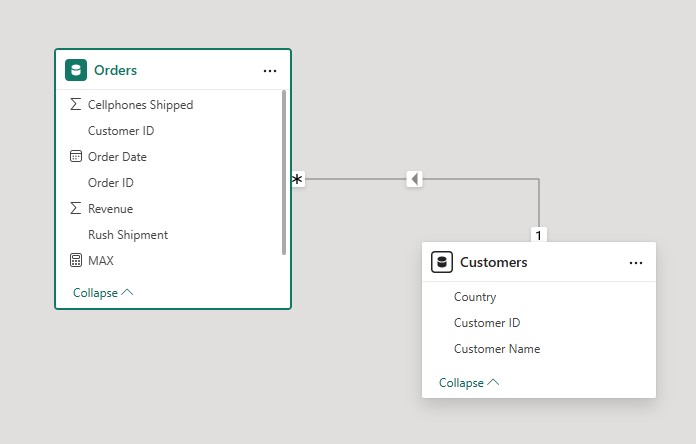 Orders
Cellphones Shipped
Customer ID
Order Date
Order ID
Revenue
Rush Shipment
MAX
Collapse
*
1
Customers
Country
Customer ID
Customer Name
Collapse